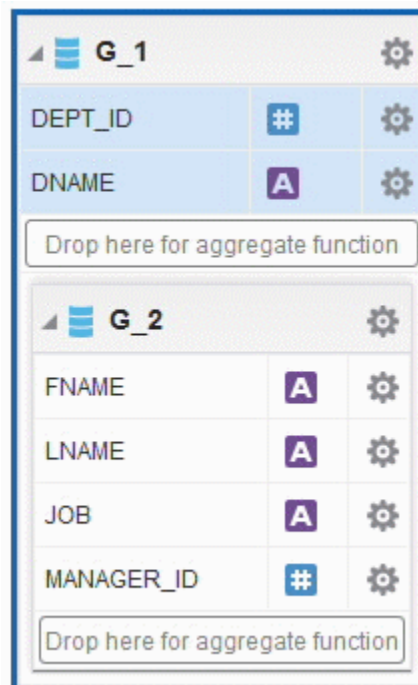 G_1
DEPT_ID #
DNAME A
Drop here for aggregate function
G_2
FNAME A
LNAME A
JOB A
MANAGER_ID #
Drop here for aggregate function